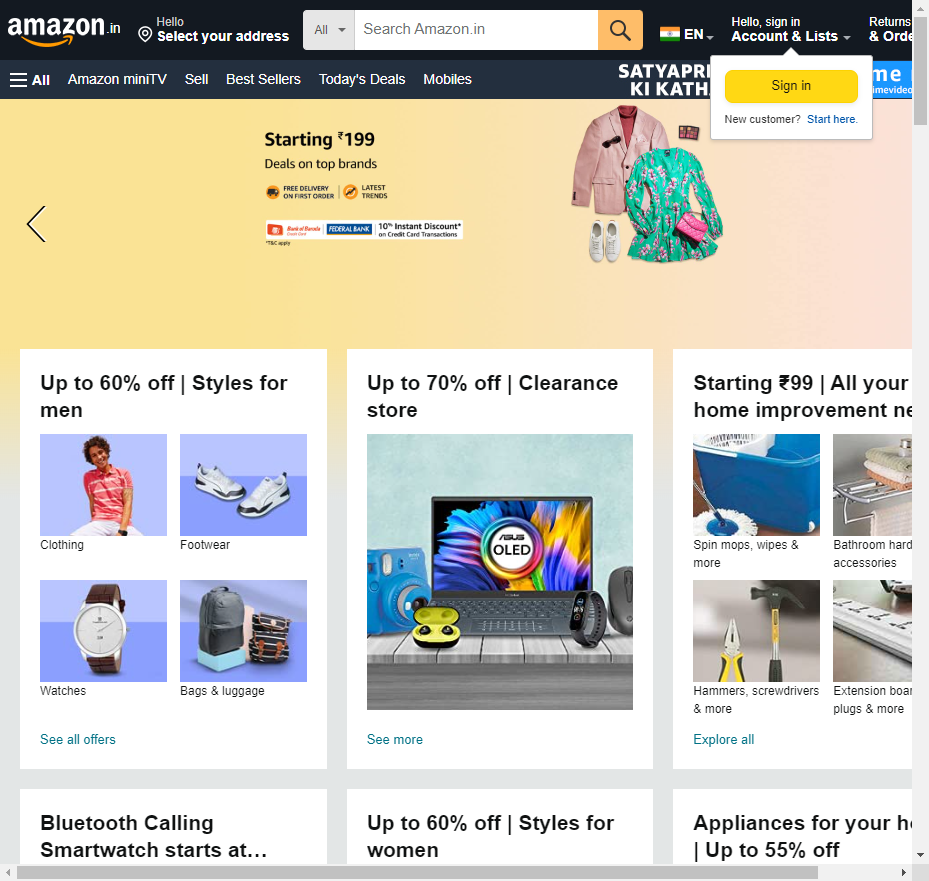 amazon.in
Hello
Select your address
All
Search Amazon.in
EN
Hello, sign in
Account & Lists
Returns
All
Amazon miniTV
Sell
Best Sellers
Today's Deals
Mobiles
KI
Sign in
New customer? Start here.
Starting ₹199
Deals on top brands
FREE DELIVERY
ON FIRST ORDER
LATEST
TRENDS
Bank of Baroda
Credit Card
FEDERAL BANK
10% Instant Discount*
on Credit Card Transactions
*T&C apply
Up to 60% off | Styles for
men
Clothing
Footwear
Watches
Bags & luggage
See all offers
Up to 70% off | Clearance
store
ASUS
OLED
See more
Starting ₹99 | All your
home improvement
Spin mops, wipes &
more
Bathroom
accessories
Hammers, screwdrivers
& more
Extension
plugs & more
Explore all
Bluetooth Calling
Smartwatch starts at…
Up to 60% off | Styles for
women
Appliances for your
| Up to 55% off